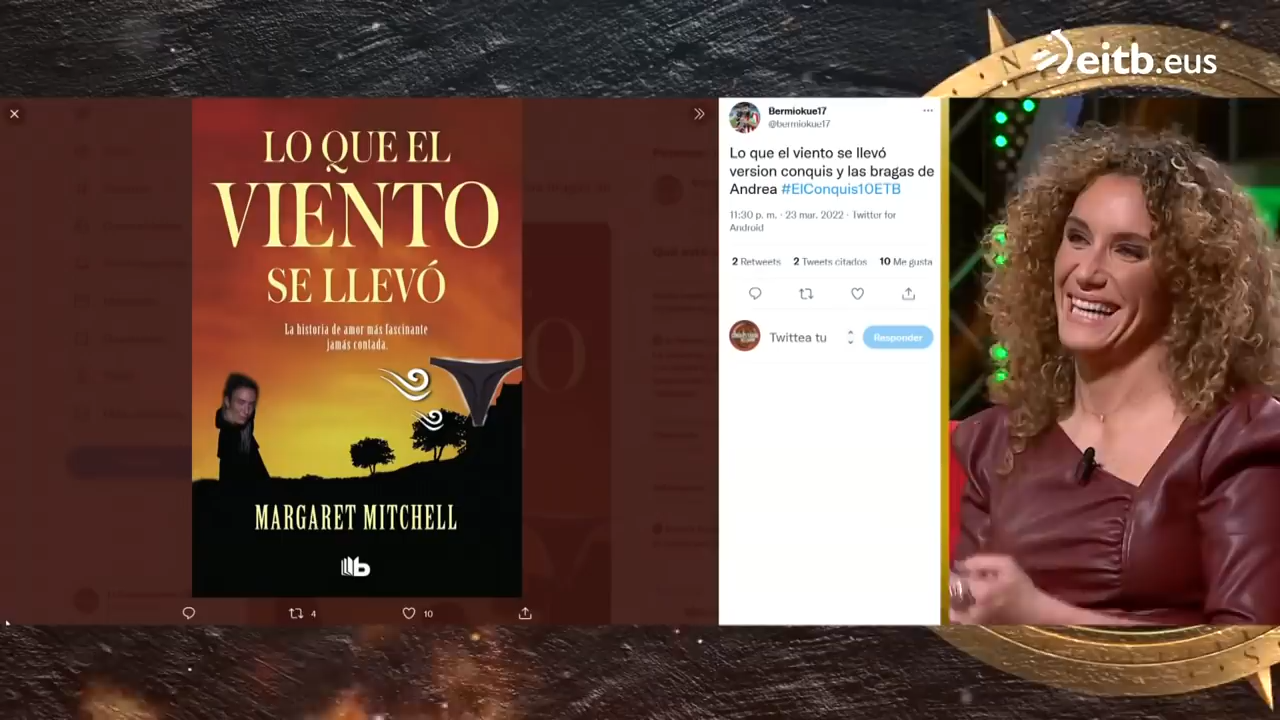 eitb.eus
LO QUE EL
VIENTO
SE LLEVÓ
La historia de amor más fascinante
jamás contada.
MARGARET MITCHELL
b
4
10
Bermiokue17
@bermiokue17
Lo que el viento se llevó
version conquis y las bragas de
Andrea #ElConquis10ETB
11:30 p. m. · 23 mar. 2022 · Twitter for
Android
2 Retweets 2 Tweets citados 10 Me gusta
Twittea tu
Responder
N
S